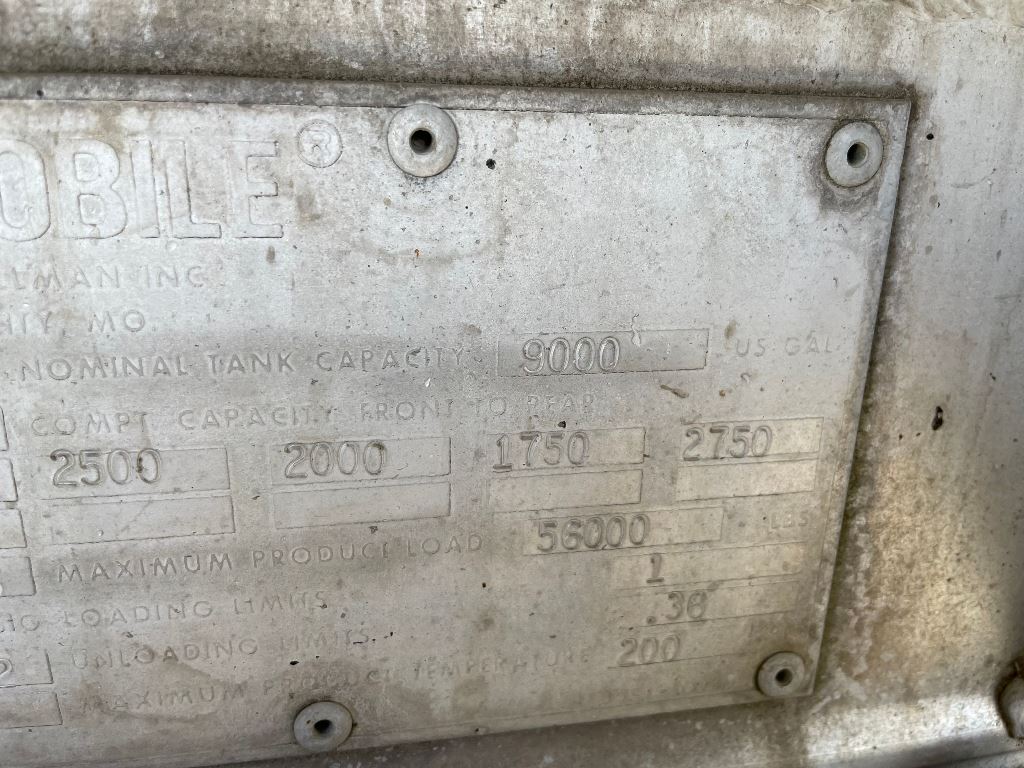 OBILE®
LLMAN INC
CITY, MO.
NOMINAL TANK CAPACITY 9000 US GAL
COMPT CAPACITY FRONT TO REAR
2500 2000 1750 2750
MAXIMUM PRODUCT LOAD 56000 LBS
LOADING LIMITS 1
UNLOADING LIMITS .38
MAXIMUM PRODUCT TEMPERATURE 200